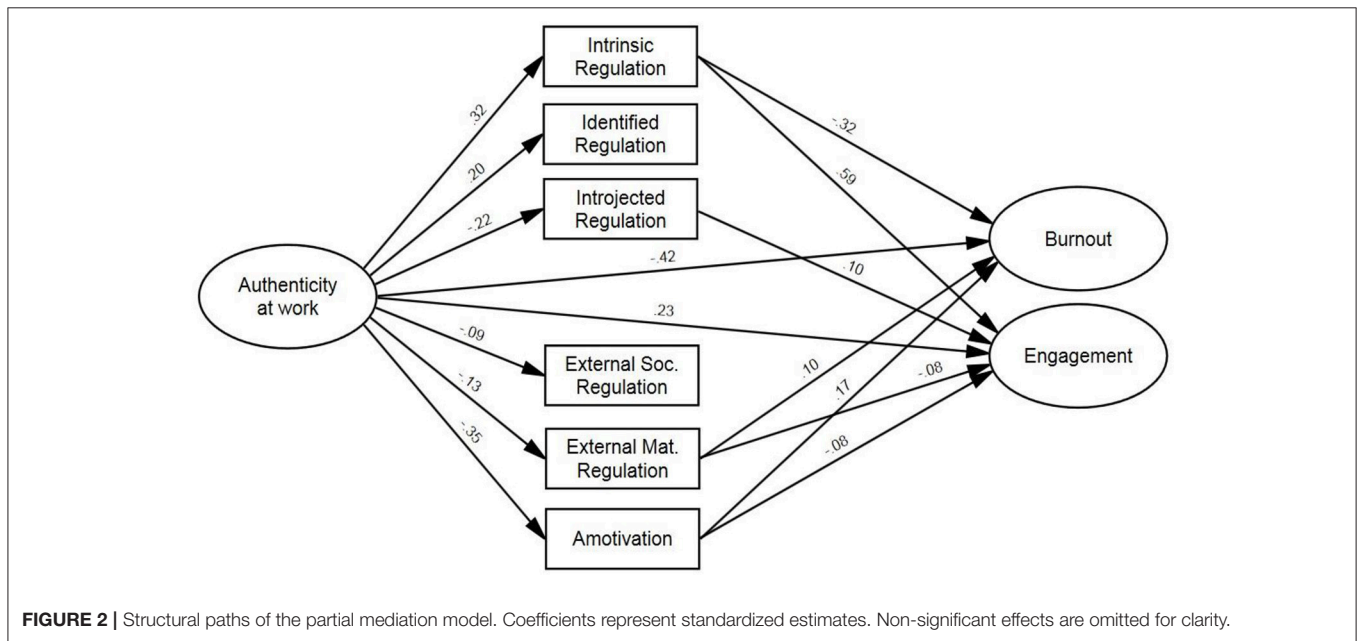 Intrinsic
Regulation
.32
-.32
Identified
Regulation
.59
.20
Introjected
Regulation
-.22
Burnout
-.42
.10
Authenticity
at work
.23
-.09
External Soc.
Regulation
.10
-.08
Engagement
-.13
.17
External Mat.
Regulation
-.35
-.08
Amotivation
FIGURE 2 | Structural paths of the partial mediation model. Coefficients represent standardized estimates. Non-significant effects are omitted for clarity.